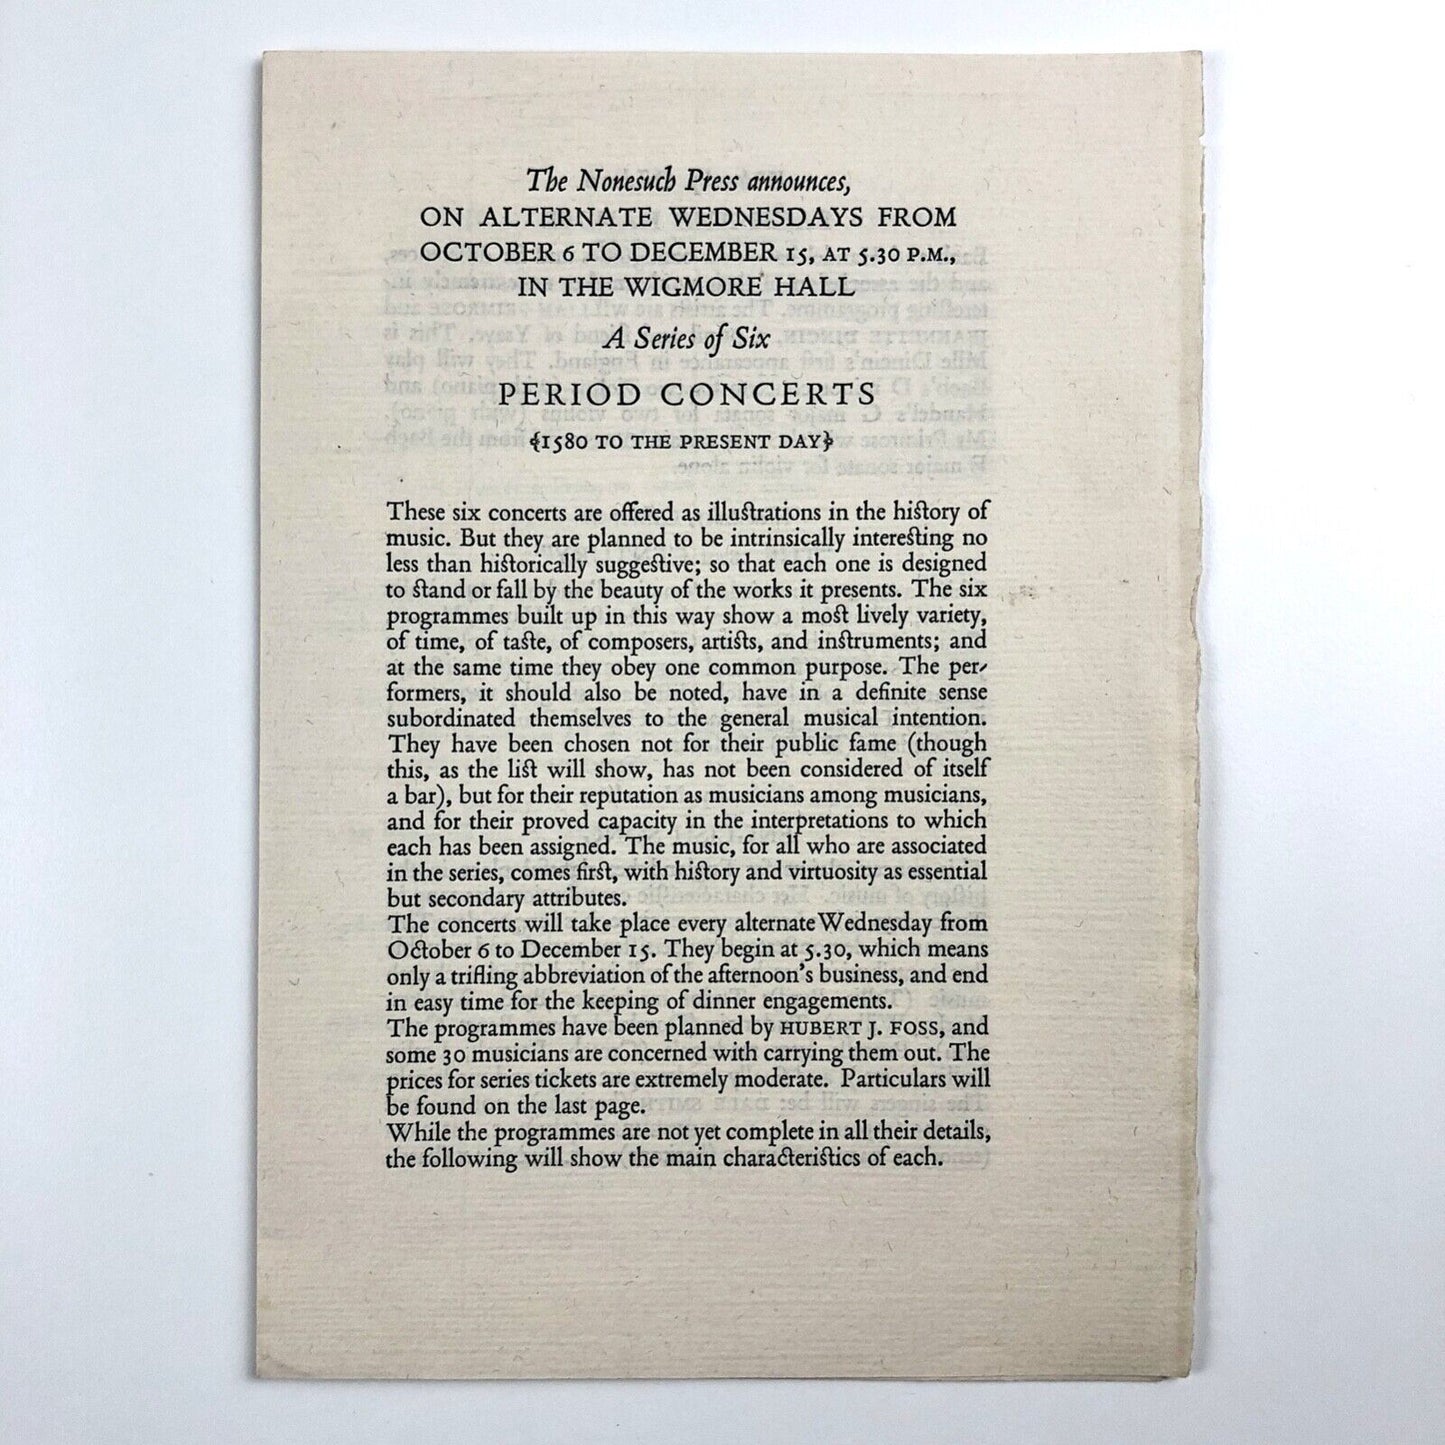 The Nonesuch Press announces,
ON ALTERNATE WEDNESDAYS FROM
OCTOBER 6 TO DECEMBER 15, AT 5.30 P.M.,
IN THE WIGMORE HALL
A Series of Six
PERIOD CONCERTS
{1580 TO THE PRESENT DAY}
These six concerts are offered as illustrations in the history of
music. But they are planned to be intrinsically interesting no
less than historically suggestive; so that each one is designed
to stand or fall by the beauty of the works it presents. The six
programmes built up in this way show a most lively variety,
of time, of taste, of composers, artists, and instruments; and
at the same time they obey one common purpose. The per-
formers, it should also be noted, have in a definite sense
subordinated themselves to the general musical intention.
They have been chosen not for their public fame (though
this, as the list will show, has not been considered of itself
a bar), but for their reputation as musicians among musicians,
and for their proved capacity in the interpretations to which
each has been assigned. The music, for all who are associated
in the series, comes first, with history and virtuosity as essential
but secondary attributes.
The concerts will take place every alternate Wednesday from
October 6 to December 15. They begin at 5.30, which means
only a trifling abbreviation of the afternoon's business, and end
in easy time for the keeping of dinner engagements.
The programmes have been planned by HUBERT J. FOSS, and
some 30 musicians are concerned with carrying them out. The
prices for series tickets are extremely moderate. Particulars will
be found on the last page.
While the programmes are not yet complete in all their details,
the following will show the main characteristics of each.